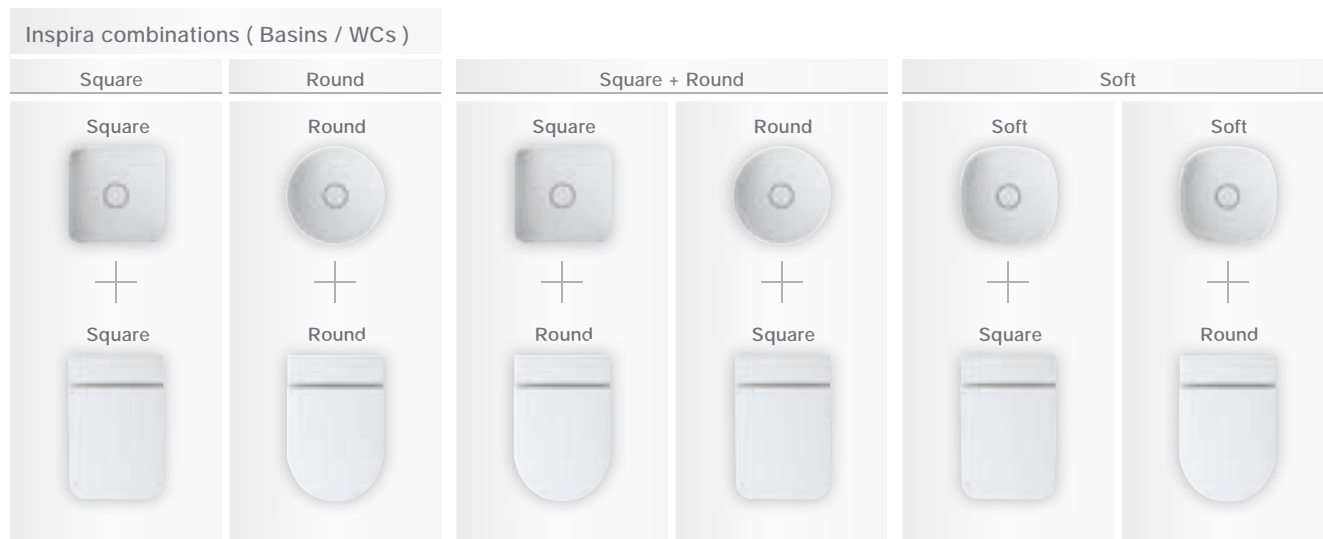 Inspira combinations ( Basins / WCs )
Square
Round
Square + Round
Soft
Square
Round
Square
Round
Soft
Soft
Square
Round
Round
Square
Square
Round